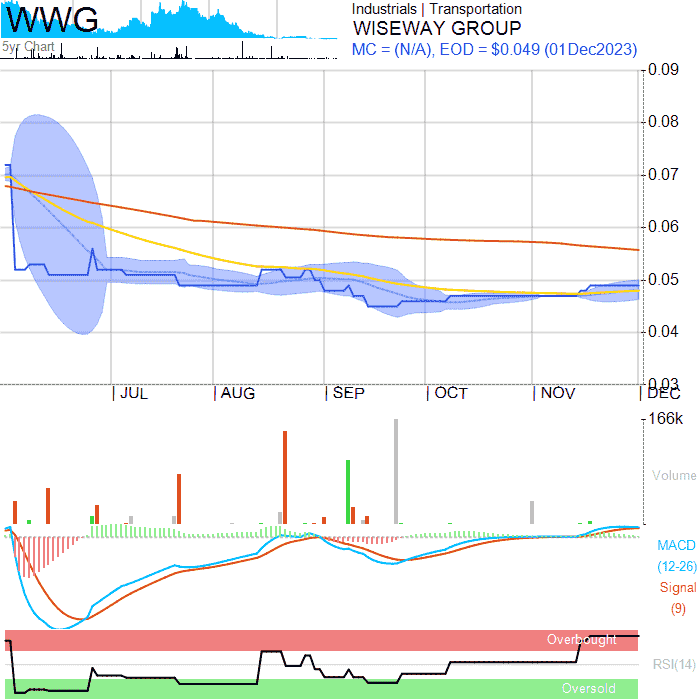 WWG
5yr Chart
Industrials | Transportation
WISEWAY GROUP
MC = (N/A), EOD = $0.049 (01Dec2023)
0.09
0.08
0.07
0.06
0.05
0.04
0.03
JUL AUG SEP OCT NOV DEC
166k
Volume
MACD
(12-26)
Signal
(9)
Overbought
RSI(14)
Oversold